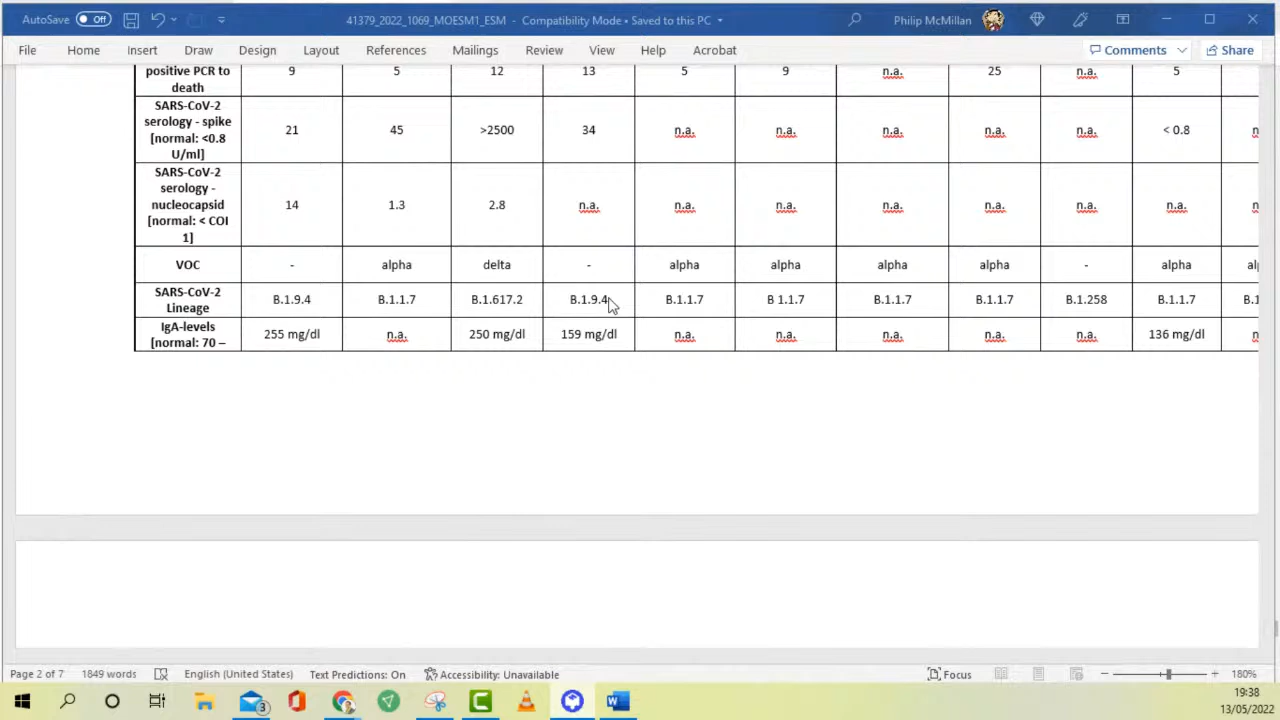 AutoSave Off 41379_2022_1069_MOESM1_ESM - Compatibility Mode • Saved to this PC Philip McMillan
File Home Insert Draw Design Layout References Mailings Review View Help Acrobat Comments Share
positive PCR to
death
9 5 12 13 5 9 n.a. 25 n.a. 5
SARS-CoV-2
serology - spike
[normal: <0.8
U/ml]
21 45 >2500 34 n.a. n.a. n.a. n.a. n.a. < 0.8
SARS-CoV-2
serology -
nucleocapsid
[normal: < COI
1]
14 1.3 2.8 n.a. n.a. n.a. n.a. n.a. n.a. n.a.
VOC - alpha delta - alpha alpha alpha alpha - alpha
SARS-CoV-2
Lineage
B.1.9.4 B.1.1.7 B.1.617.2 B.1.9.4 B.1.1.7 B 1.1.7 B.1.1.7 B.1.1.7 B.1.258 B.1.1.7
IgA-levels
[normal: 70 –
255 mg/dl n.a. 250 mg/dl 159 mg/dl n.a. n.a. n.a. n.a. n.a. 136 mg/dl
Page 2 of 7 1849 words English (United States) Text Predictions: On Accessibility: Unavailable Focus 180%
3
19:38
13/05/2022